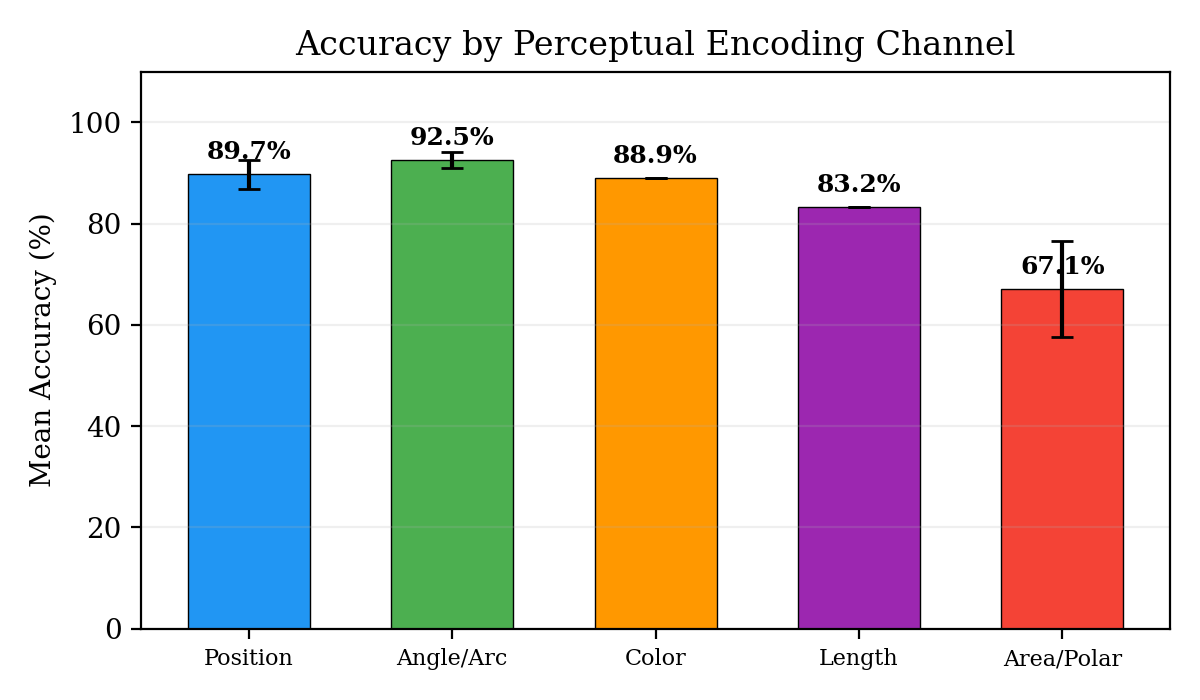 Accuracy by Perceptual Encoding Channel
Mean Accuracy (%)
100
80
60
40
20
0
89.7%
92.5%
88.9%
83.2%
67.1%
Position
Angle/Arc
Color
Length
Area/Polar